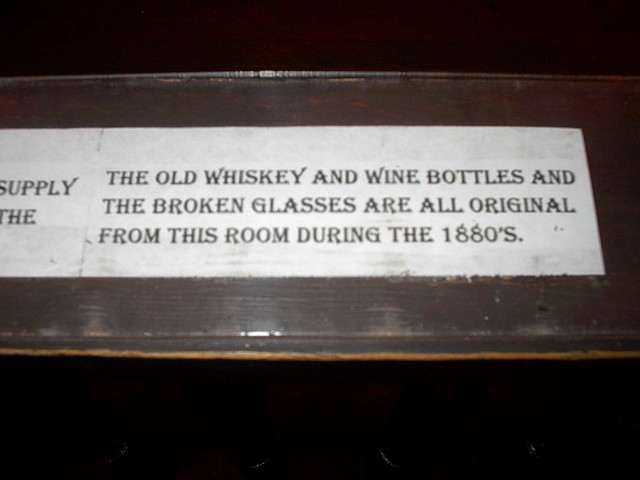 SUPPLY
THE
THE OLD WHISKEY AND WINE BOTTLES AND
THE BROKEN GLASSES ARE ALL ORIGINAL
FROM THIS ROOM DURING THE 1880'S.